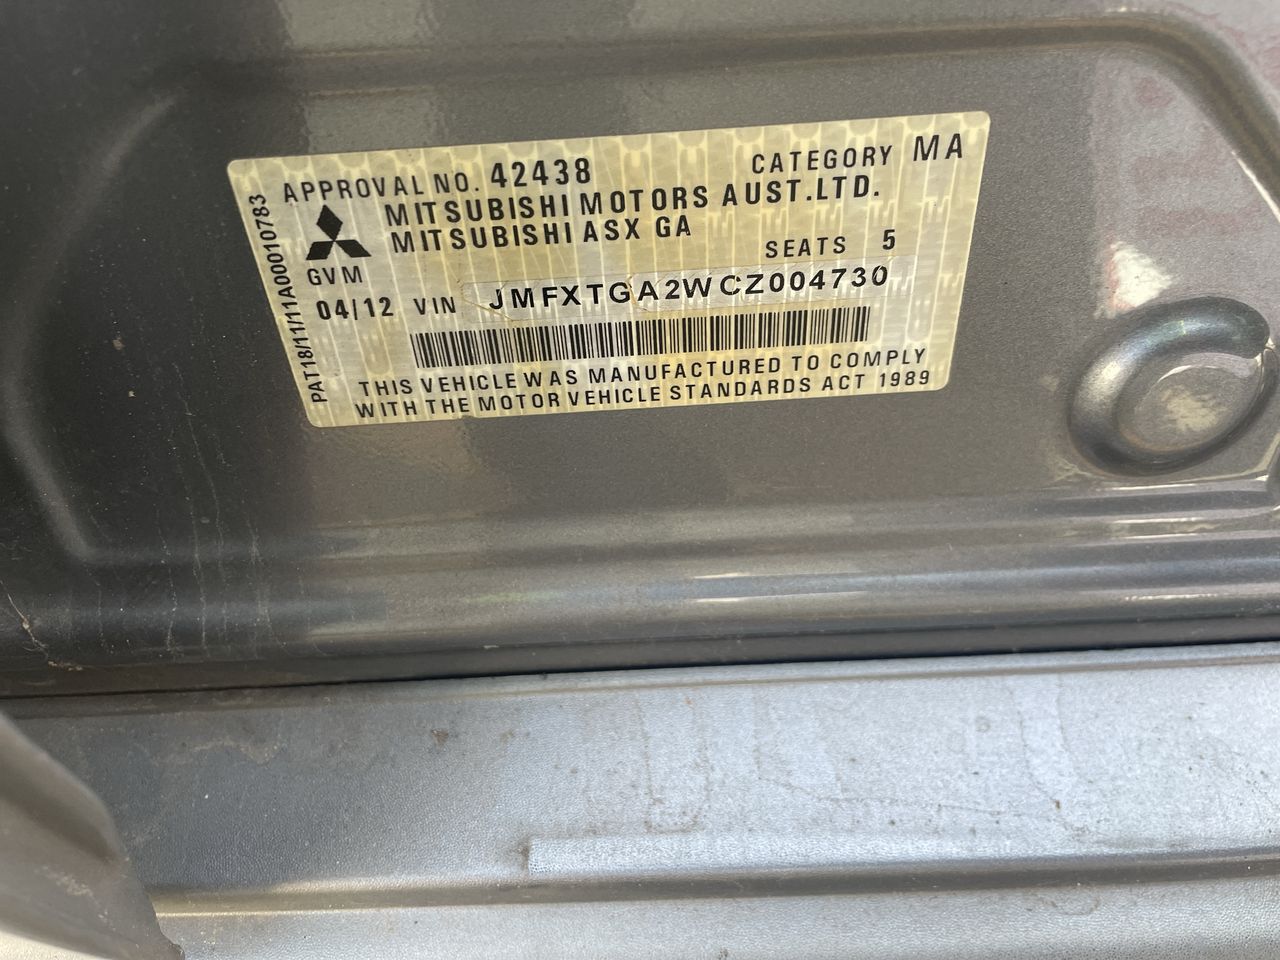 APPROVAL NO. 42438 CATEGORY MA
MITSUBISHI MOTORS AUST.LTD.
MITSUBISHI ASX GA
GVM SEATS 5
04/12 VIN JMFXTGA2WCZ004730
THIS VEHICLE WAS MANUFACTURED TO COMPLY
WITH THE MOTOR VEHICLE STANDARDS ACT 1989
PAT18/11/11A00010783